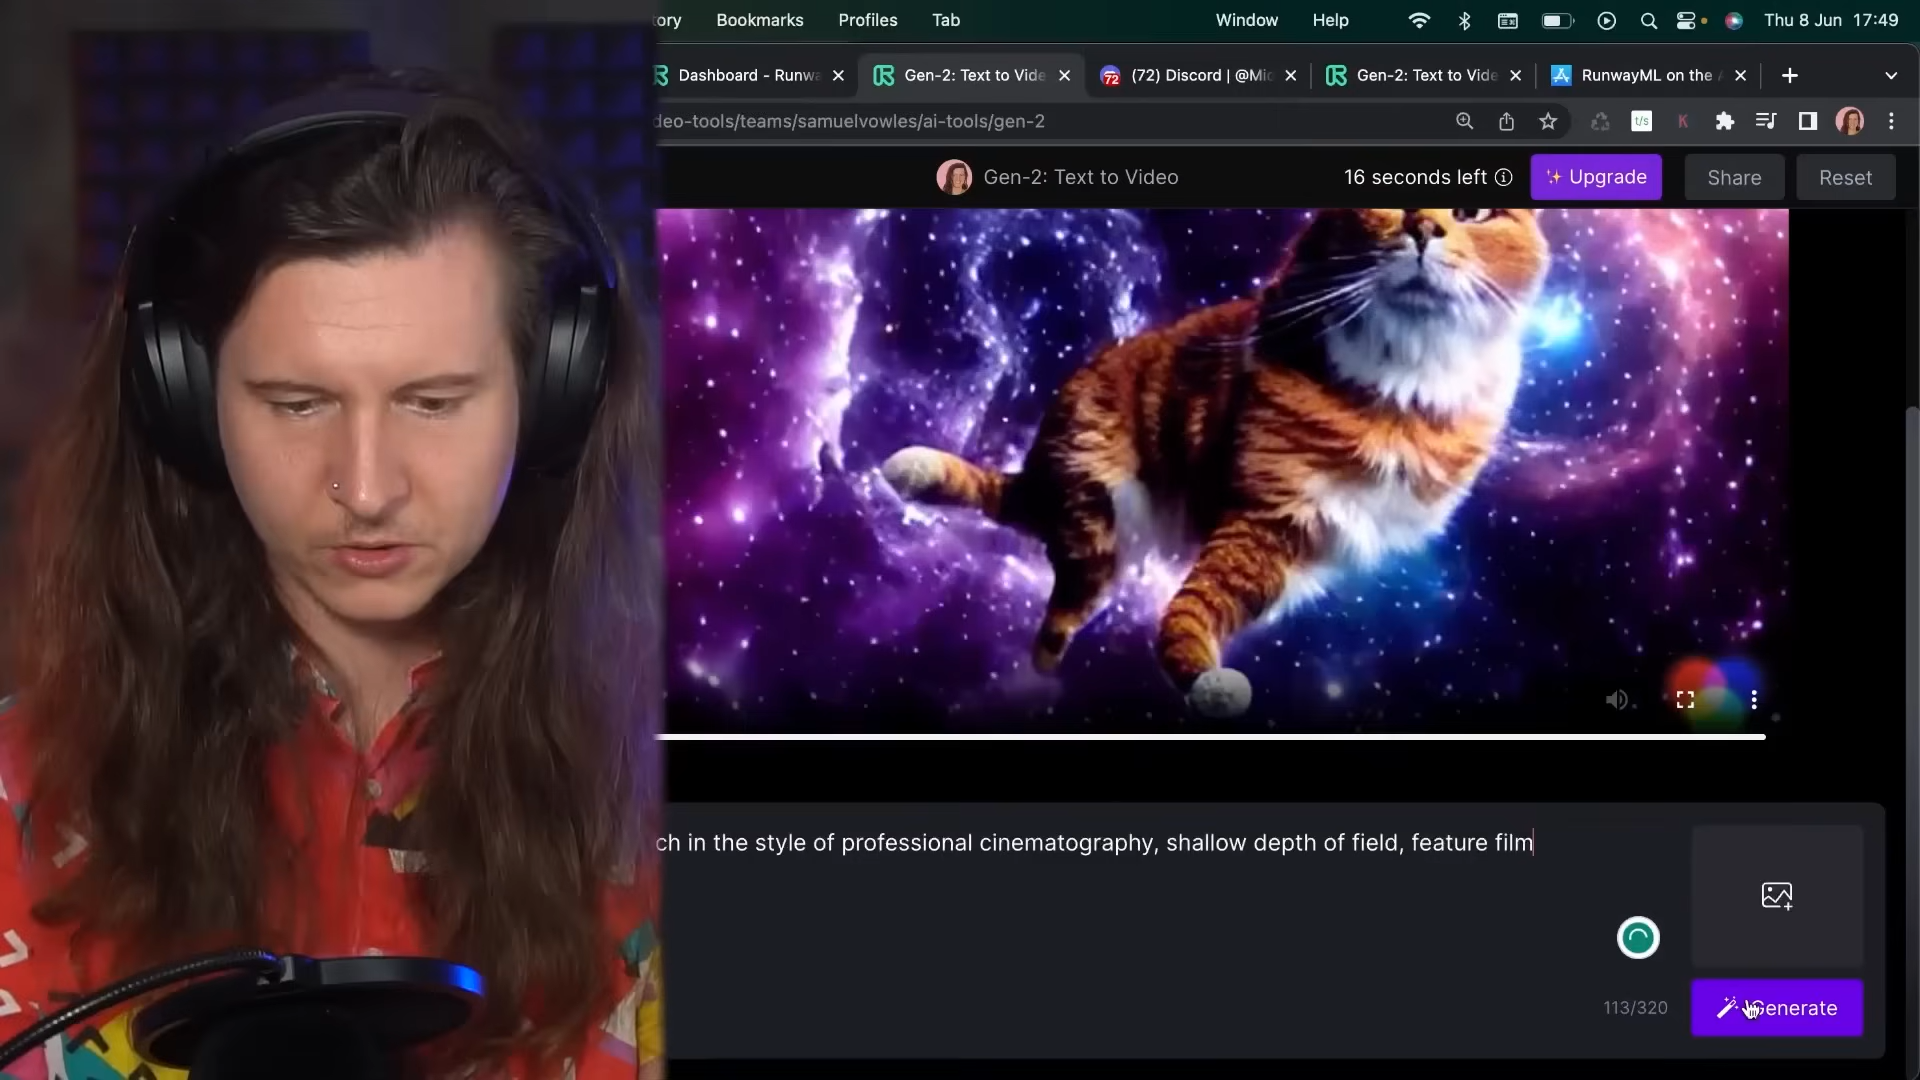 Bookmarks Profiles Tab Window Help Thu 8 Jun 17:49
Dashboard - Runwa Gen-2: Text to Vide (72) Discord | @Mic Gen-2: Text to Vide RunwayML on the
deo-tools/teams/samuelvowles/ai-tools/gen-2 t/s K
Gen-2: Text to Video 16 seconds left Upgrade Share Reset
ch in the style of professional cinematography, shallow depth of field, feature film
113/320 Generate